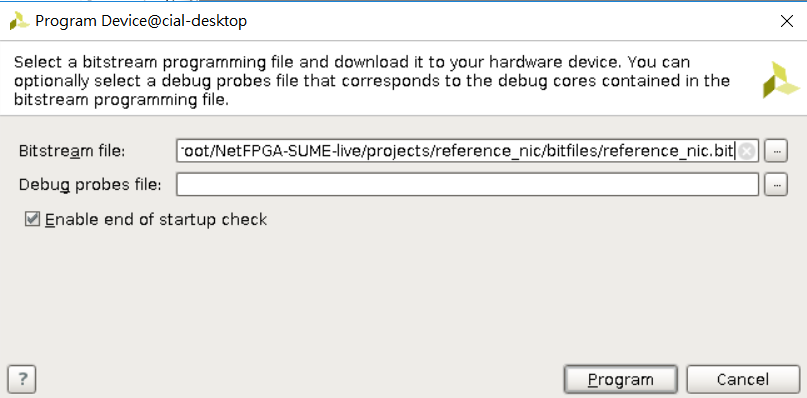 Program Device@cial-desktop
Select a bitstream programming file and download it to your hardware device. You can
optionally select a debug probes file that corresponds to the debug cores contained in the
bitstream programming file.
Bitstream file: root/NetFPGA-SUME-live/projects/reference_nic/bitfiles/reference_nic.bit ...
Debug probes file: ...
Enable end of startup check
? Program Cancel